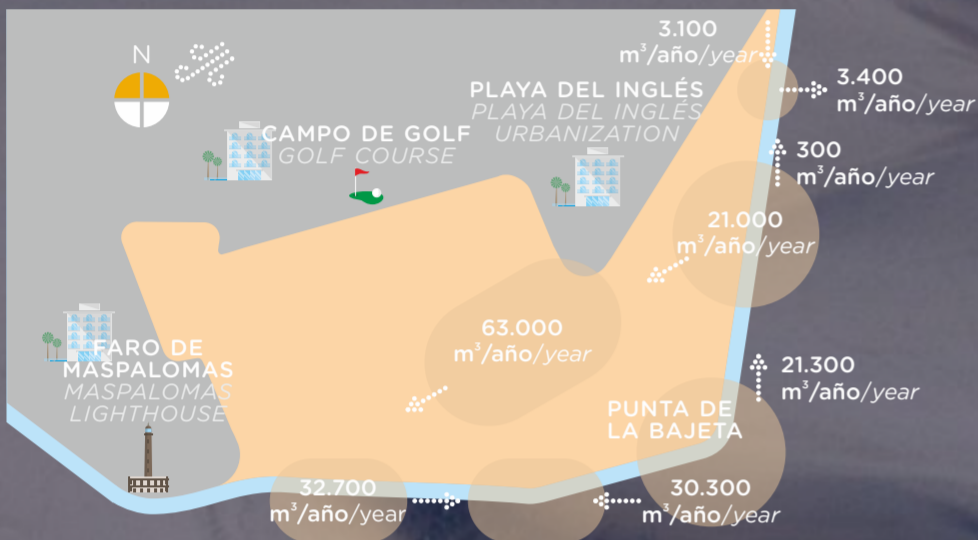 N
3.100
m³/año/year
3.400
m³/año/year
PLAYA DEL INGLÉS
PLAYA DEL INGLÉS
URBANIZATION
CAMPO DE GOLF
GOLF COURSE
300
m³/año/year
21.000
m³/año/year
63.000
m³/año/year
FARO DE
MASPALOMAS
MASPALOMAS
LIGHTHOUSE
21.300
m³/año/year
PUNTA DE
LA BAJETA
32.700
m³/año/year
30.300
m³/año/year